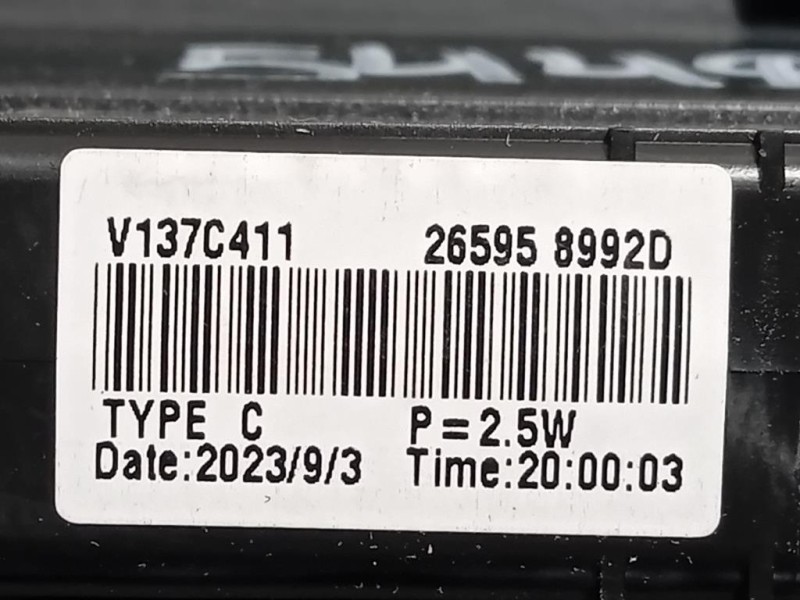 V137C411 26595 8992D
TYPE C P=2.5W
Date:2023/9/3 Time:20:00:03